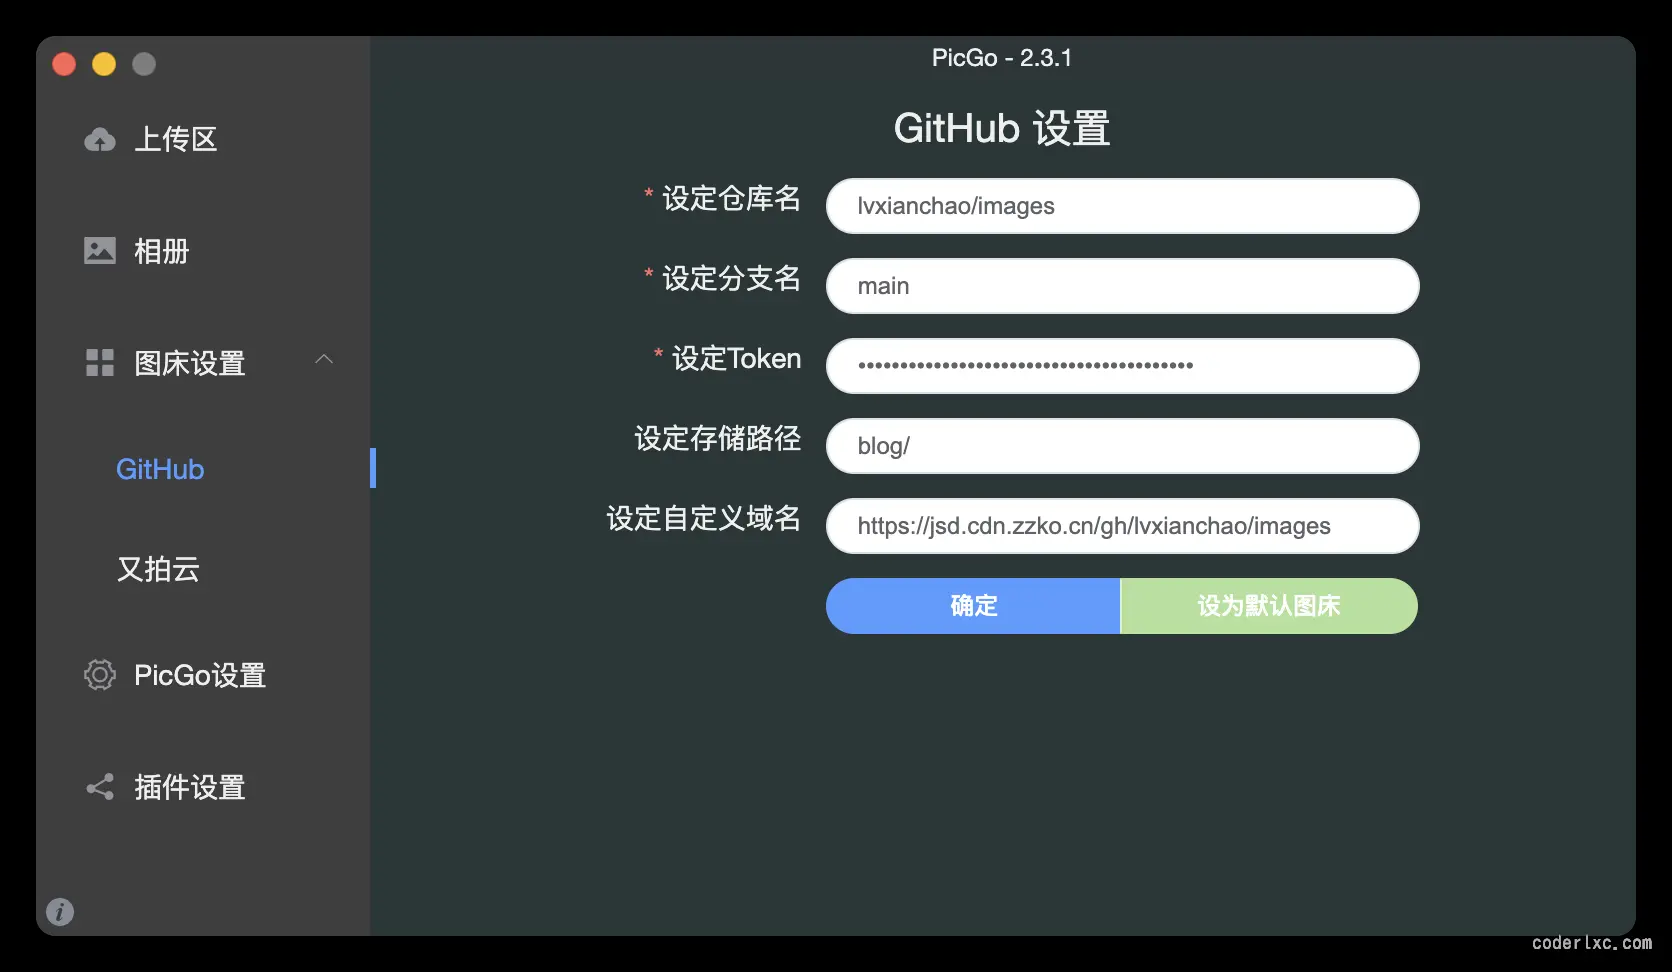 PicGo - 2.3.1
上传区
相册
图床设置
GitHub
又拍云
PicGo设置
插件设置
GitHub 设置
* 设定仓库名
lvxianchao/images
* 设定分支名
main
* 设定Token
设定存储路径
blog/
设定自定义域名
https://jsd.cdn.zzko.cn/gh/lvxianchao/images
确定
设为默认图床
coderlxc.com